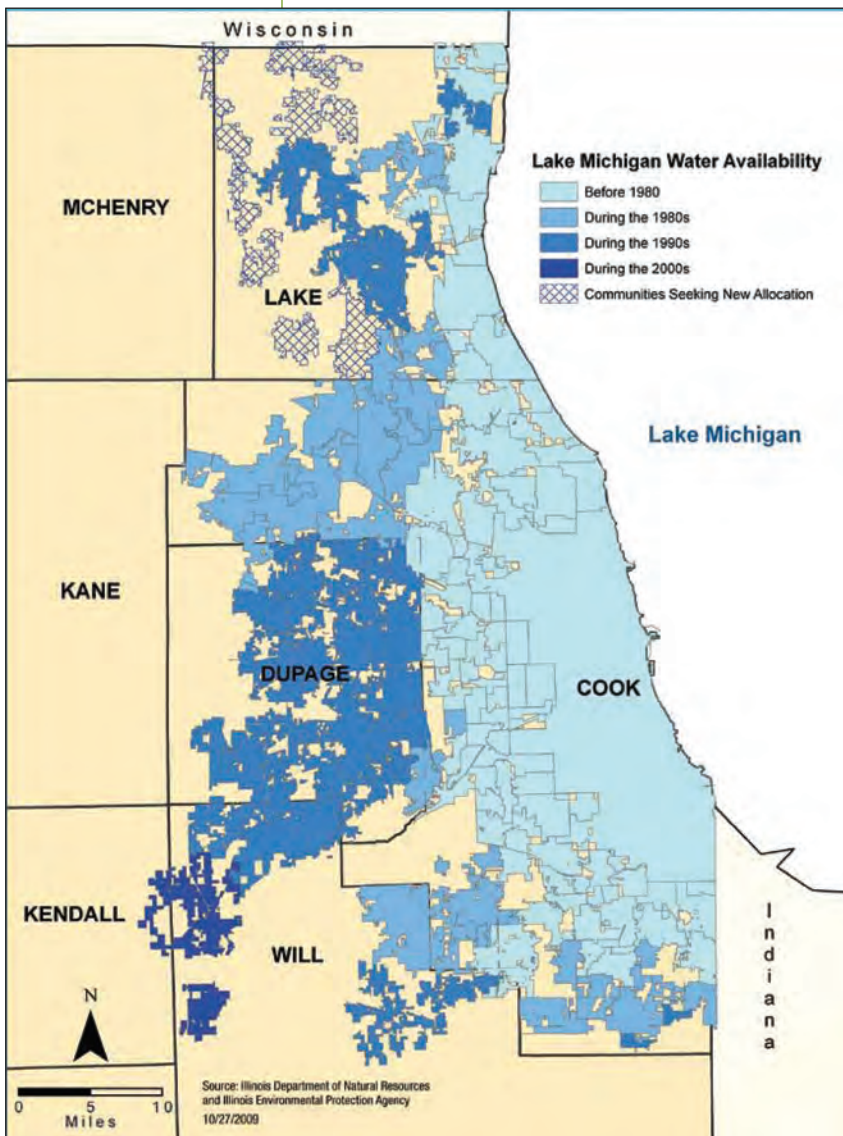 Wisconsin
MCHENRY
LAKE
Lake Michigan Water Availability
Before 1980
During the 1980s
During the 1990s
During the 2000s
Communities Seeking New Allocation
Lake Michigan
KANE
DUPAGE
COOK
KENDALL
WILL
Indiana
N
0 5 10
Miles
Source: Illinois Department of Natural Resources
and Illinois Environmental Protection Agency
10/27/2009